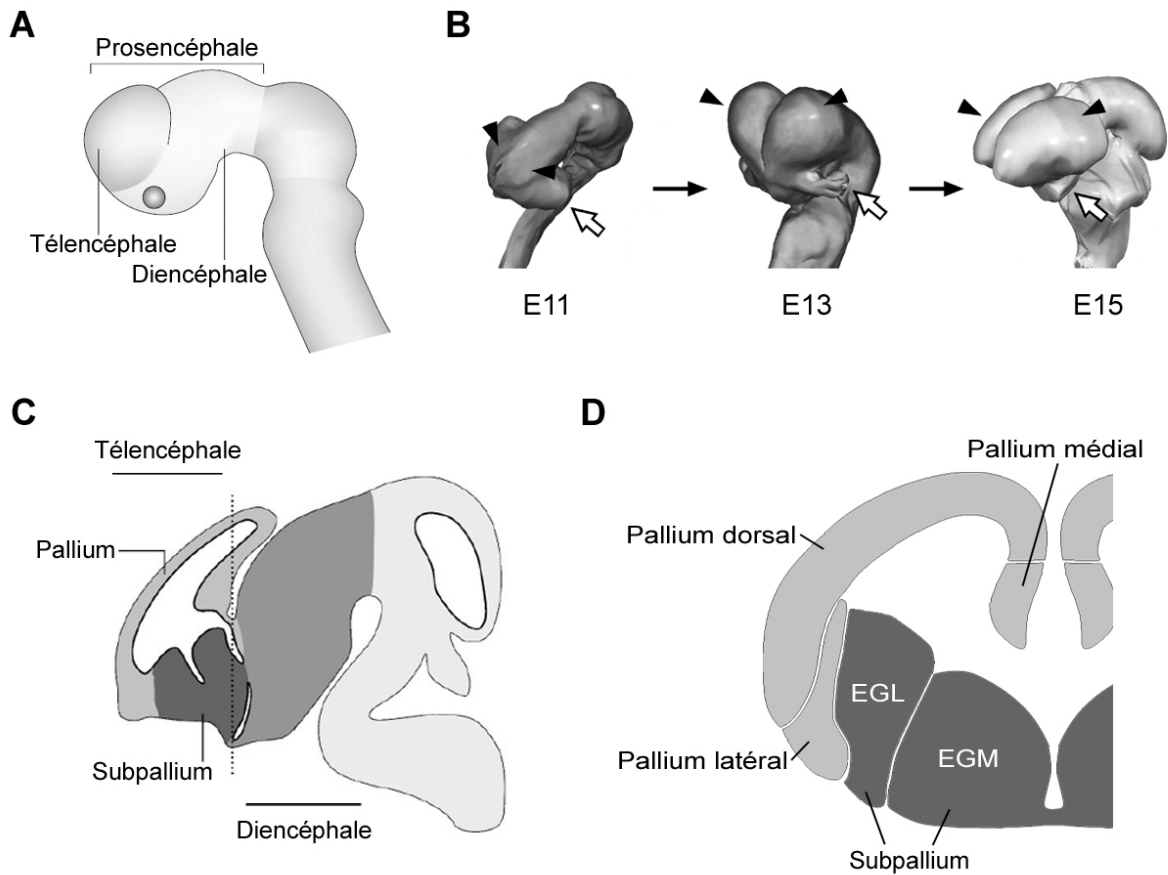 A
Prosencéphale
Télencéphale
Diencéphale
B
E11
E13
E15
C
Télencéphale
Pallium
Subpallium
Diencéphale
D
Pallium médial
Pallium dorsal
EGL
EGM
Pallium latéral
Subpallium